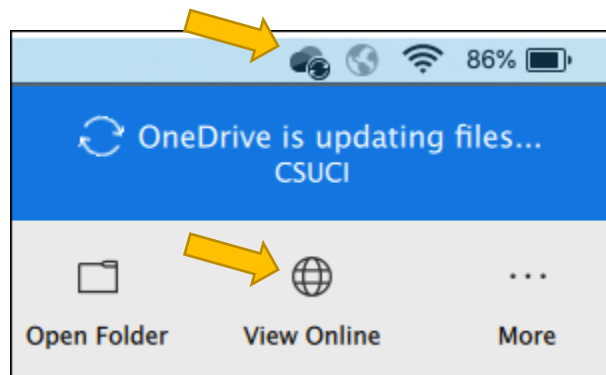 86%
OneDrive is updating files...
CSUCI
Open Folder View Online More